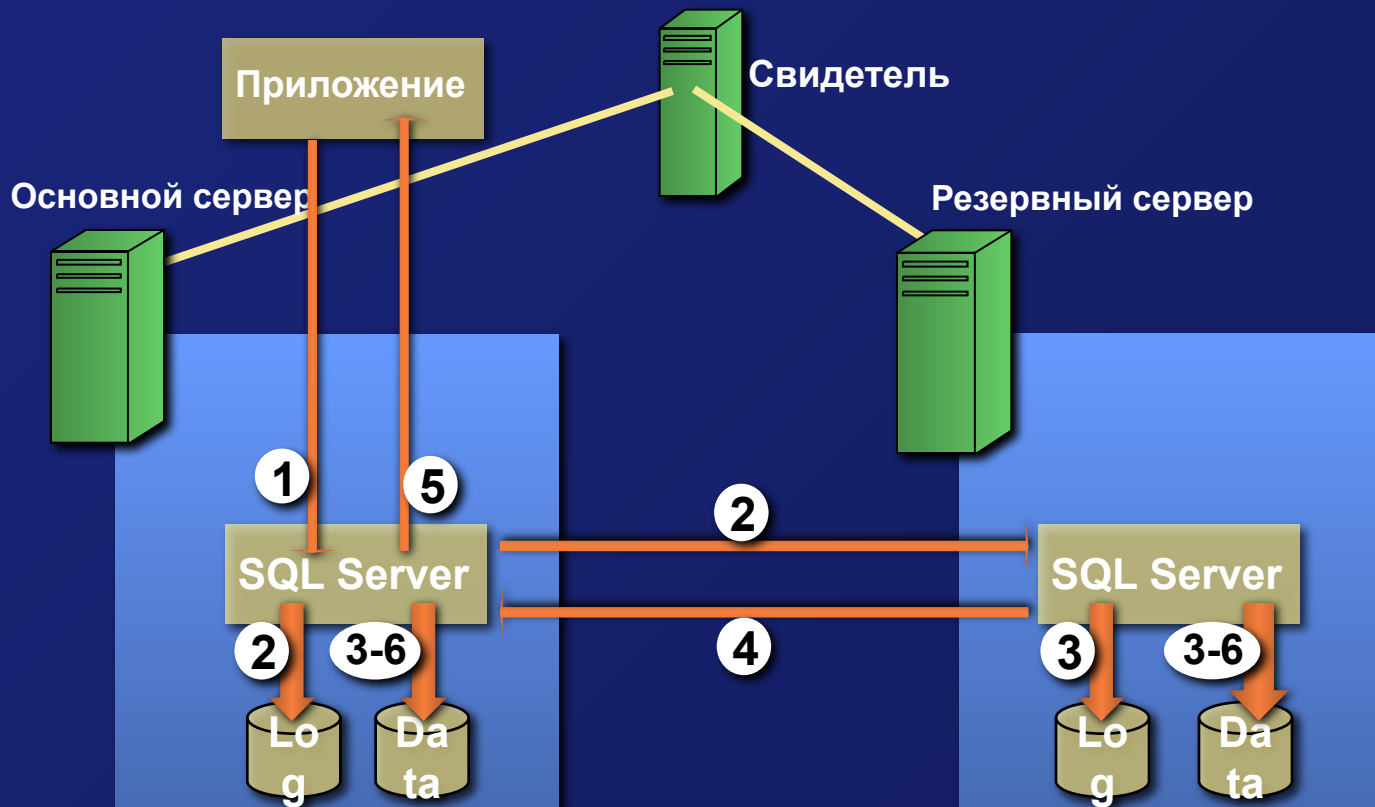 Приложение
Свидетель
Основной сервер
Резервный сервер
1
5
2
SQL Server
SQL Server
2
3-6
4
3
3-6
Lo
g
Da
ta
Lo
g
Da
ta